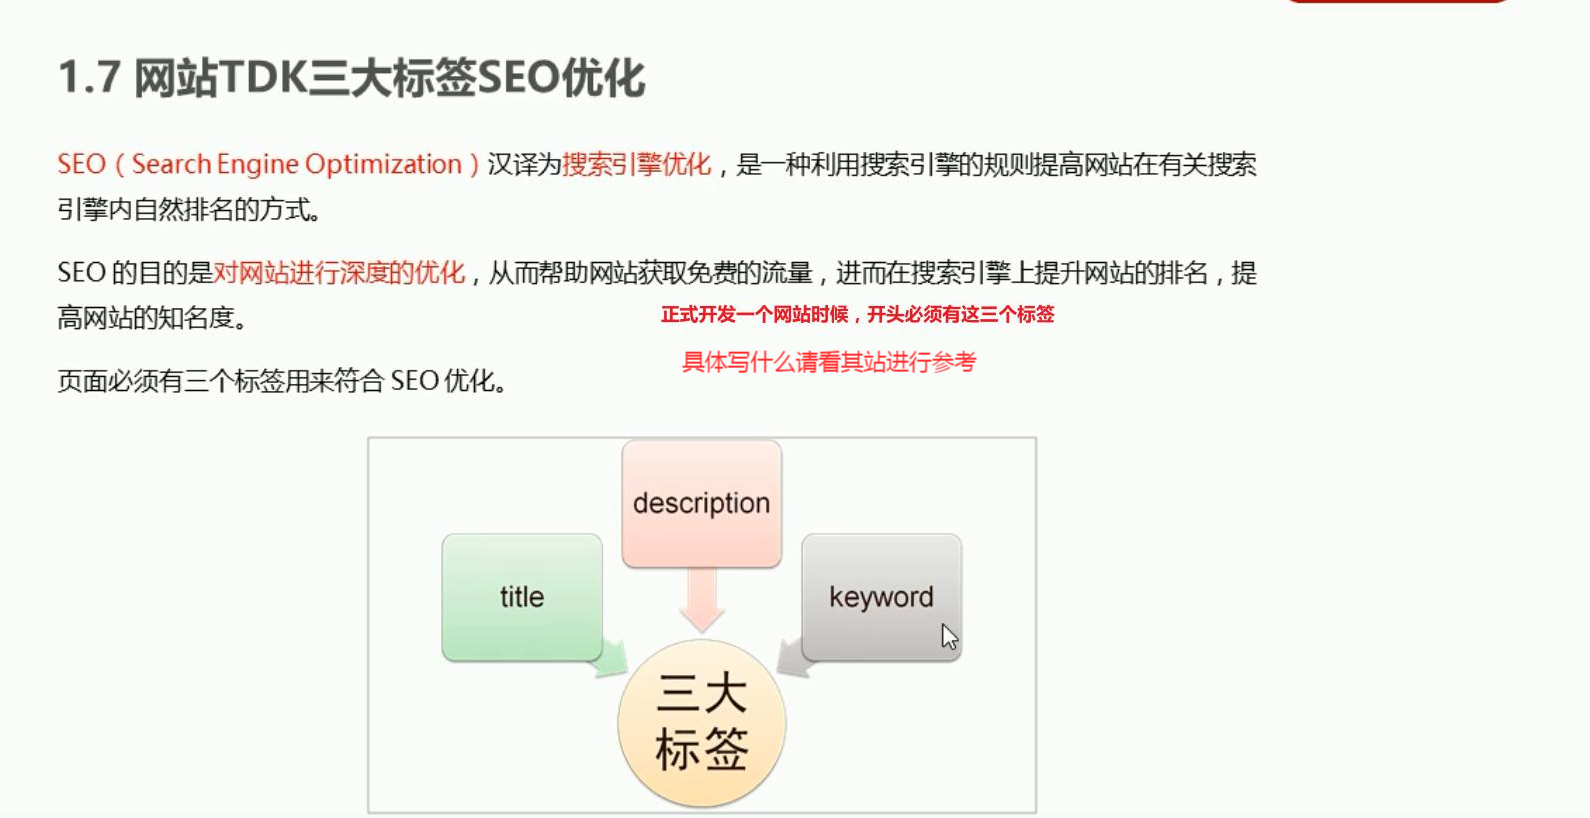 1.7 网站TDK三大标签SEO优化
SEO（Search Engine Optimization）汉译为搜索引擎优化，是一种利用搜索引擎的规则提高网站在有关搜索
引擎内自然排名的方式。
SEO 的目的是对网站进行深度的优化，从而帮助网站获取免费的流量，进而在搜索引擎上提升网站的排名，提
高网站的知名度。
正式开发一个网站时候，开头必须有这三个标签
具体写什么请看其站进行参考
页面必须有三个标签用来符合 SEO 优化。
description
title
keyword
三大
标签